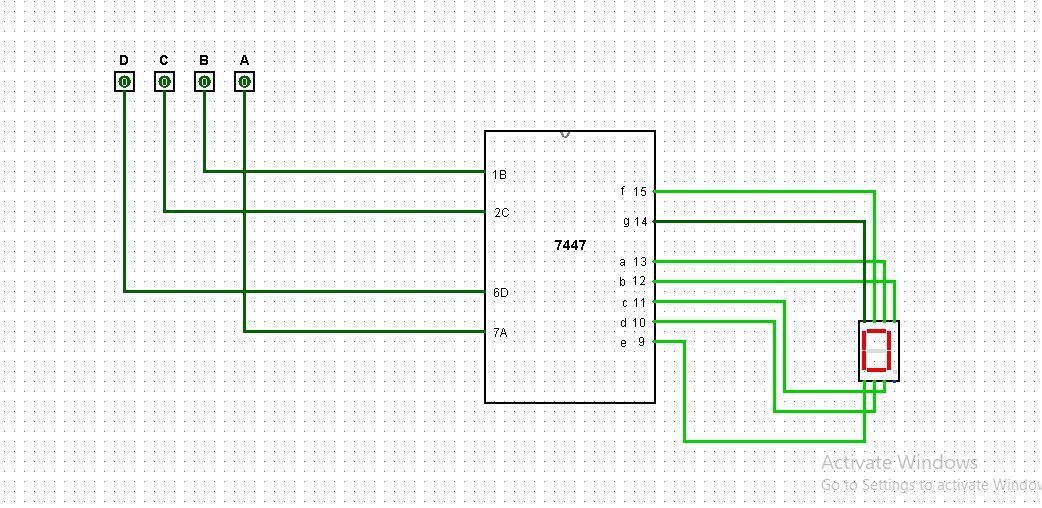 D C B A
0 0 0 0
1B
f 15
2C
g 14
7447
a 13
b 12
6D
c 11
d 10
7A
e 9
Activate Windows
Go to Settings to activate Window